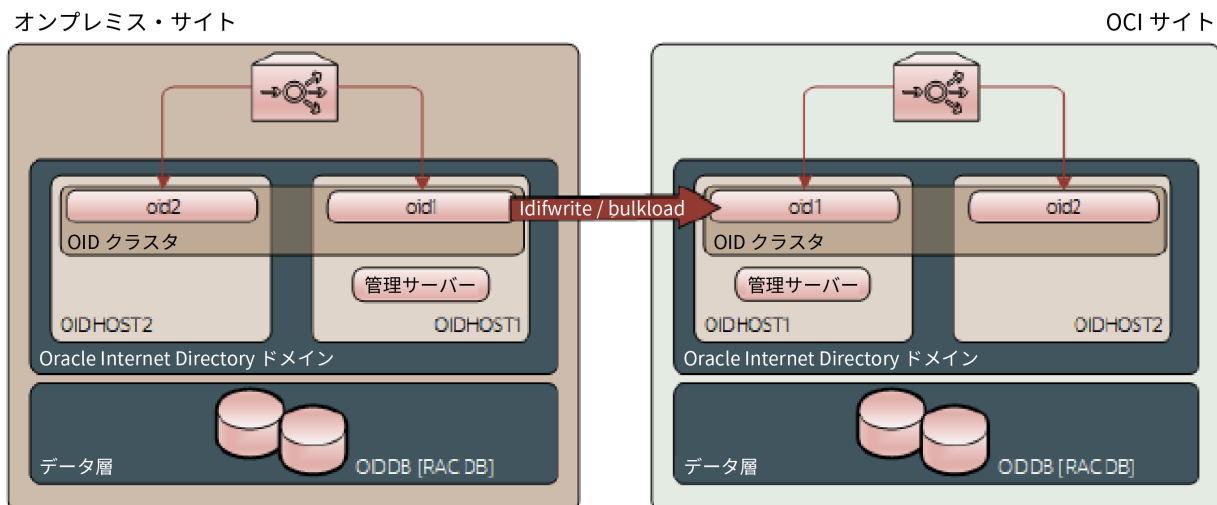 オンプレミス・サイト
OCI サイト
oid2
oid1
OID クラスタ
管理サーバー
OIDHOST2
OIDHOST1
Oracle Internet Directory ドメイン
データ層
OIDDB [RAC DB]
ldifwrite / bulkload
oid1
oid2
OID クラスタ
管理サーバー
OIDHOST1
OIDHOST2
Oracle Internet Directory ドメイン
データ層
OIDDB [RAC DB]